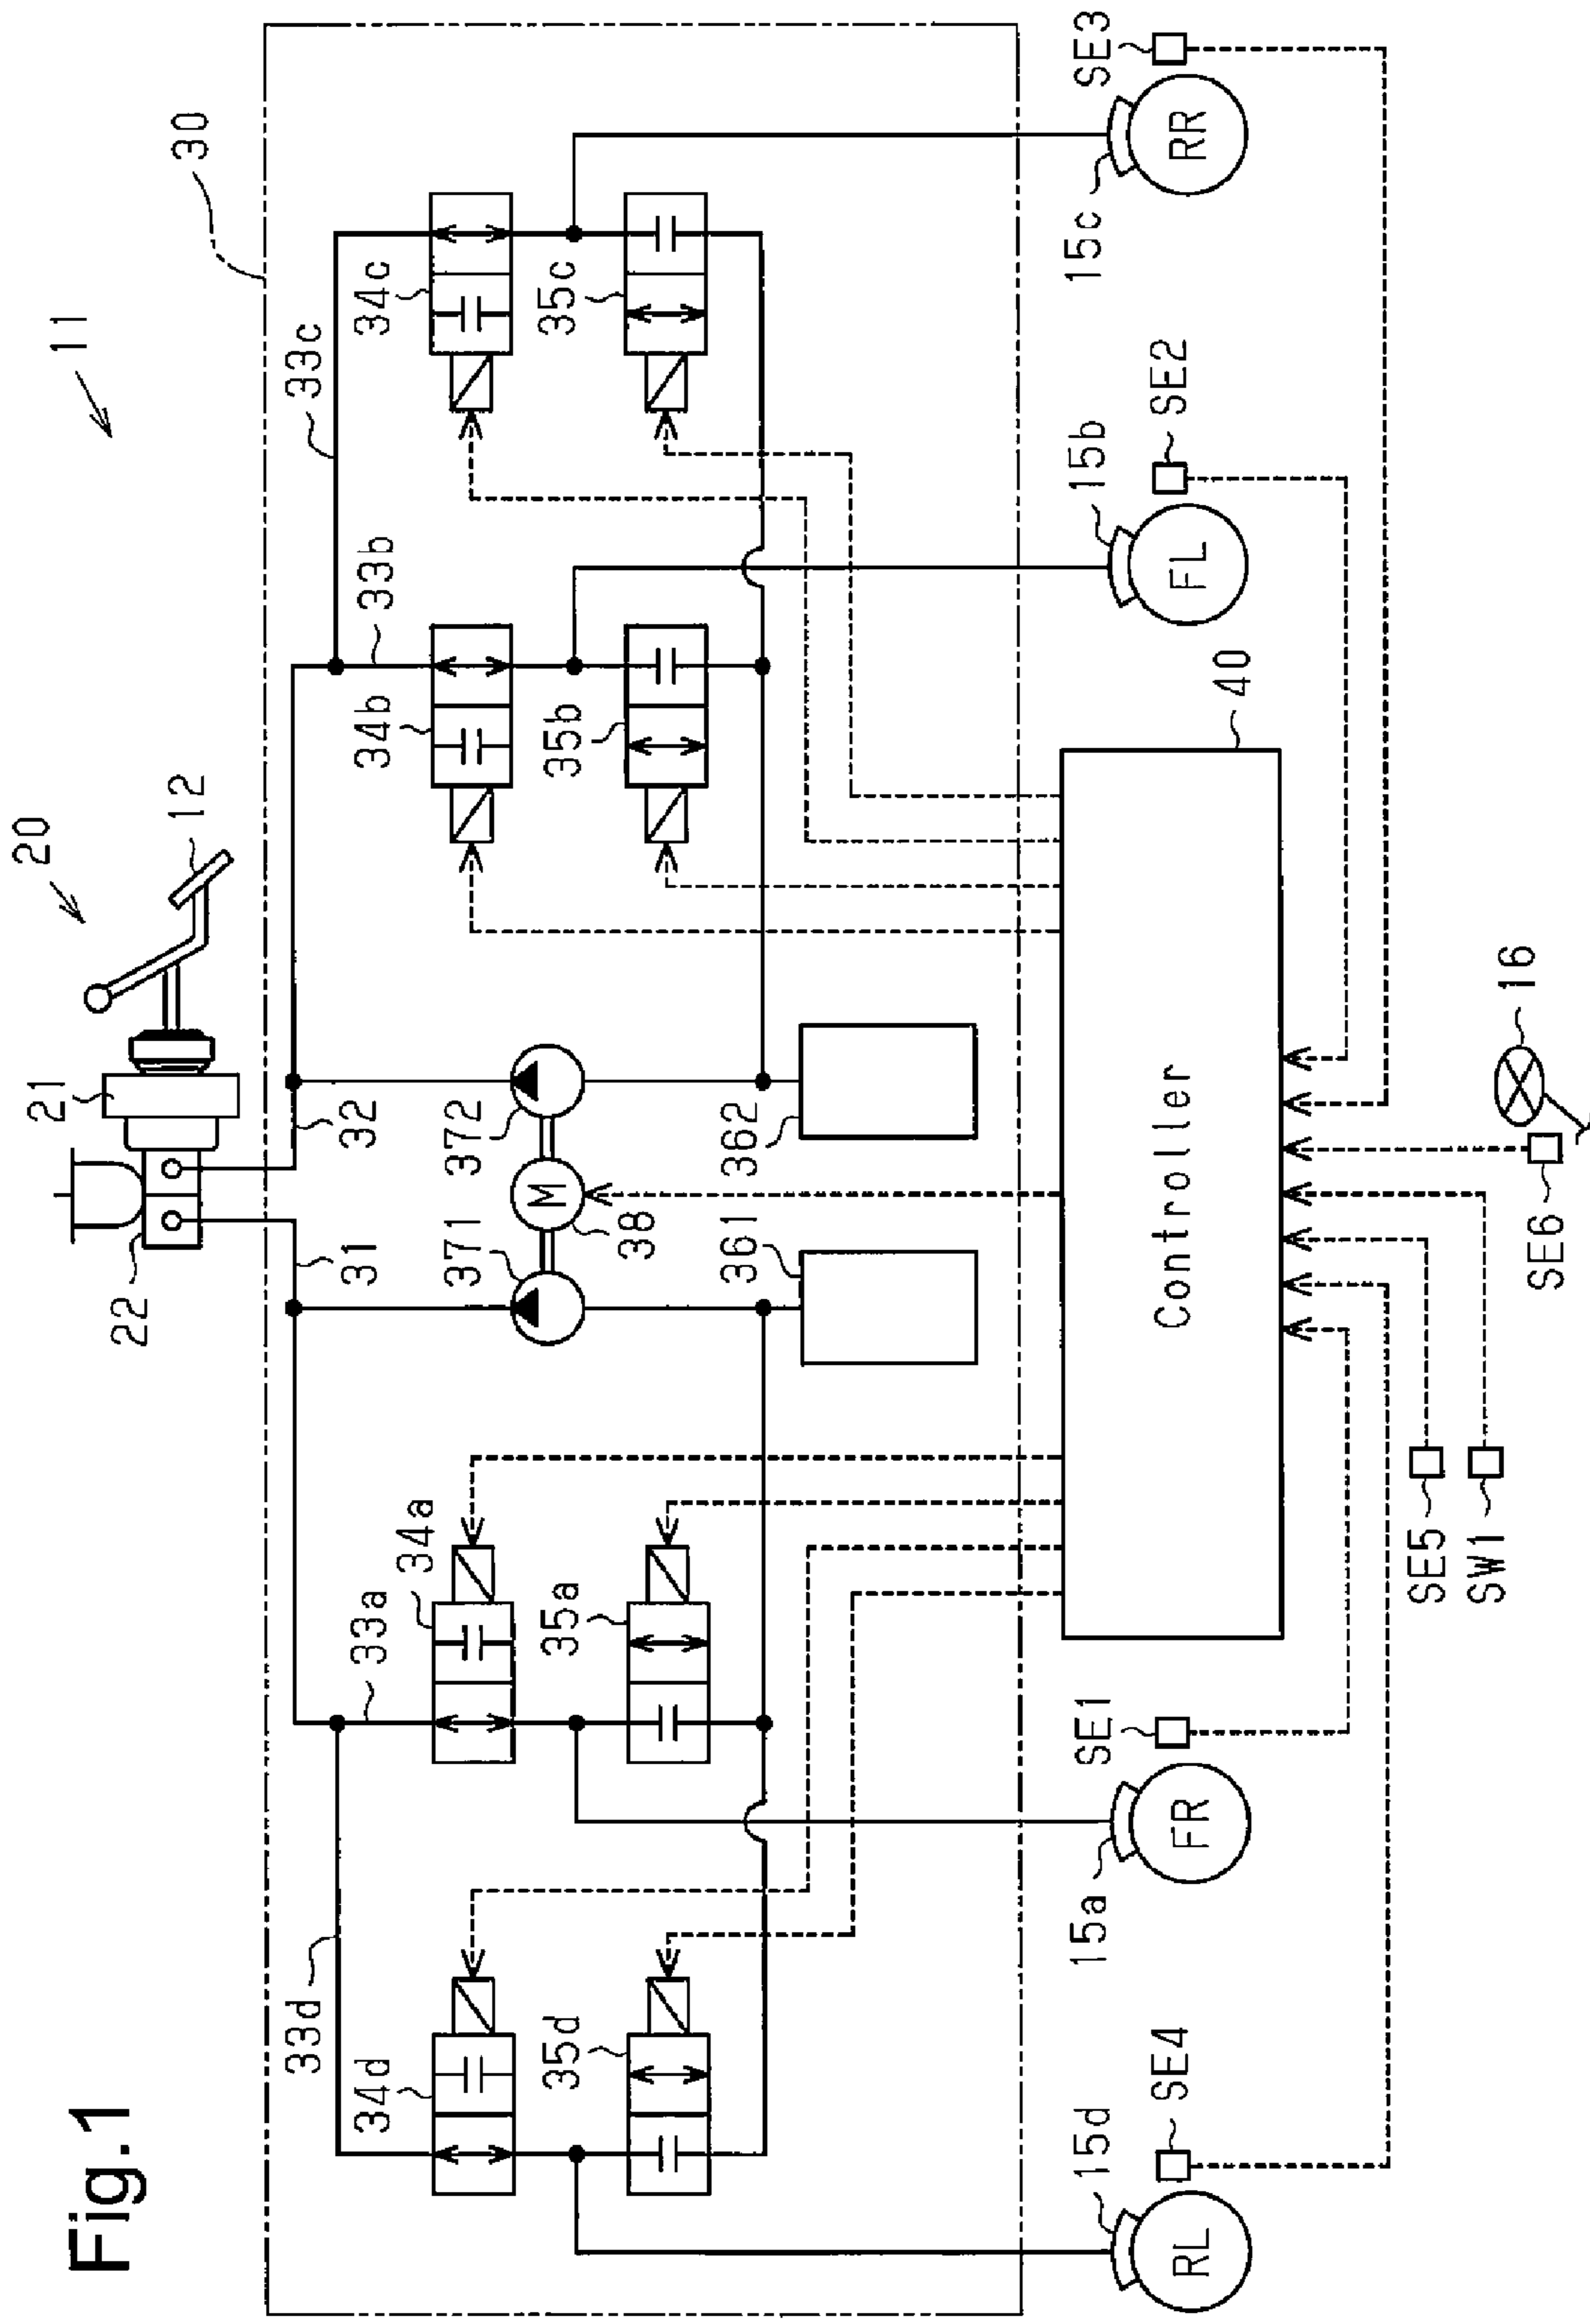 Fig.1
11
20
12
21
22
31
32
30
33d
33a
33b
33c
34d
34a
34b
34c
35d
35a
35b
35c
371
372
M
38
361
362
Controller
40
15d
RL
SE4
15a
FR
SE1
15b
FL
SE2
15c
RR
SE3
SE5
SW1
SE6
16